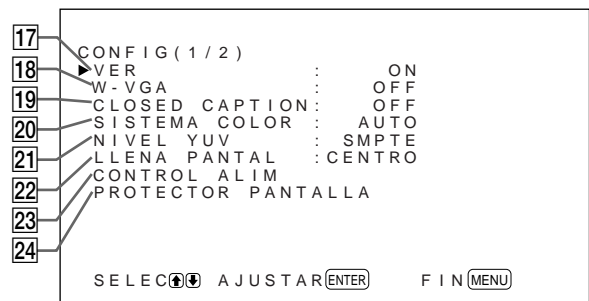 CONFIG(1/2)
17 ▶VER : ON
18 W-VGA : OFF
19 CLOSED CAPTION: OFF
20 SISTEMA COLOR : AUTO
21 NIVEL YUV : SMPTE
22 LLENA PANTAL :CENTRO
23 CONTROL ALIM
24 PROTECTOR PANTALLA
SELEC⬆⬇ AJUSTAR ENTER FIN MENU